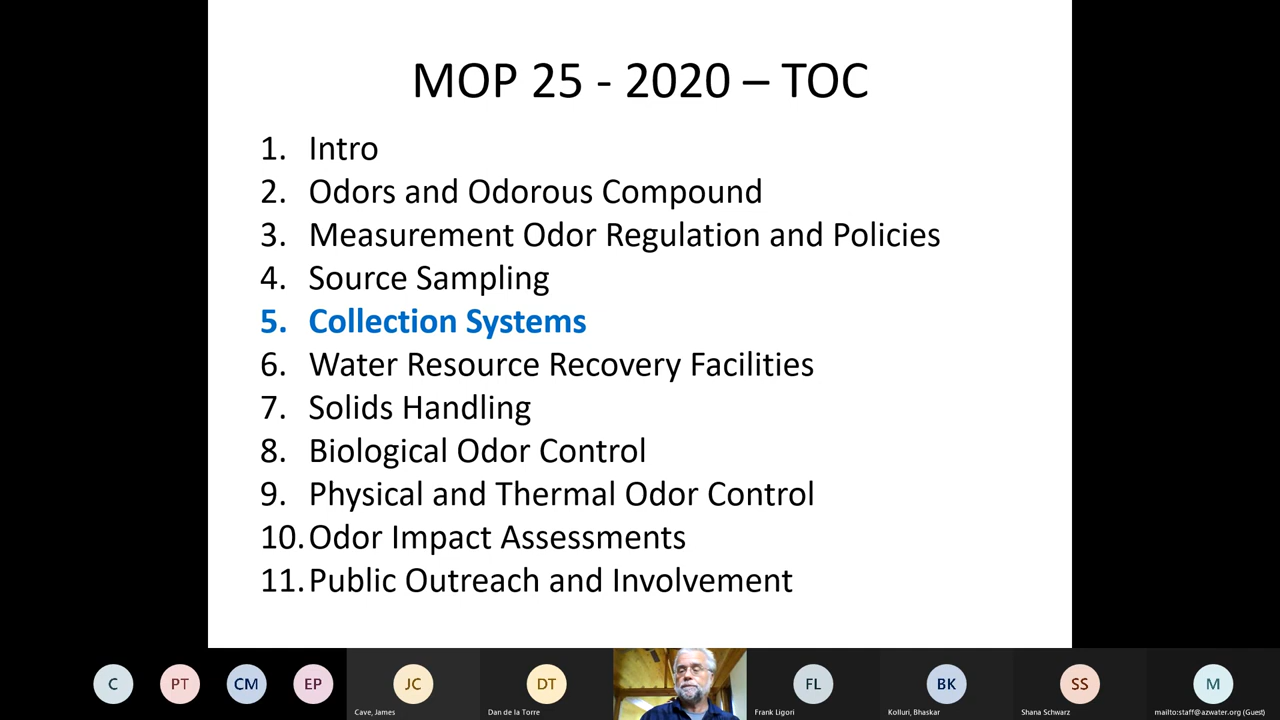 MOP 25 - 2020 – TOC
1. Intro
2. Odors and Odorous Compound
3. Measurement Odor Regulation and Policies
4. Source Sampling
5. Collection Systems
6. Water Resource Recovery Facilities
7. Solids Handling
8. Biological Odor Control
9. Physical and Thermal Odor Control
10. Odor Impact Assessments
11. Public Outreach and Involvement
C PT CM EP JC DT FL BK SS M
Cave, James Dan de la Torre Frank Ligori Kolluri, Bhaskar Shana Schwarz mailto:staff@azwater.org (Guest)